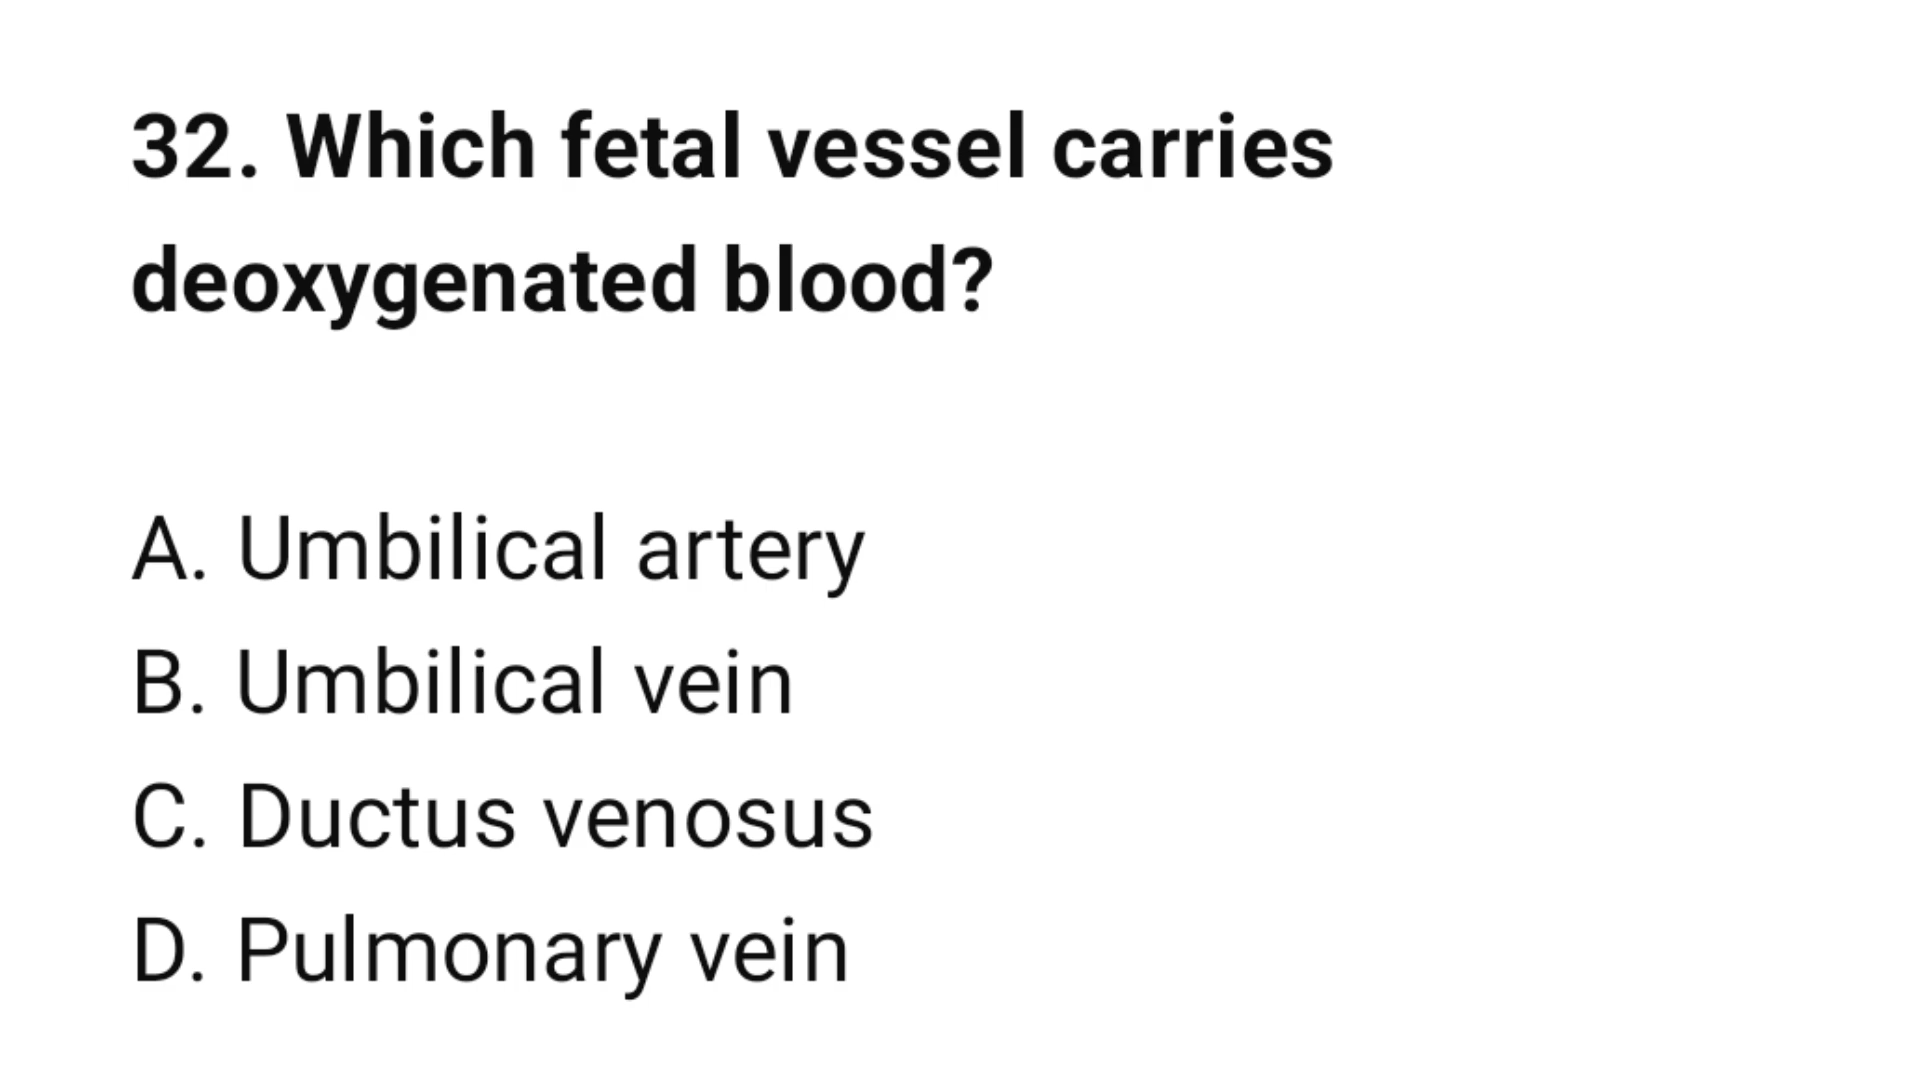 32. Which fetal vessel carries
deoxygenated blood?
A. Umbilical artery
B. Umbilical vein
C. Ductus venosus
D. Pulmonary vein